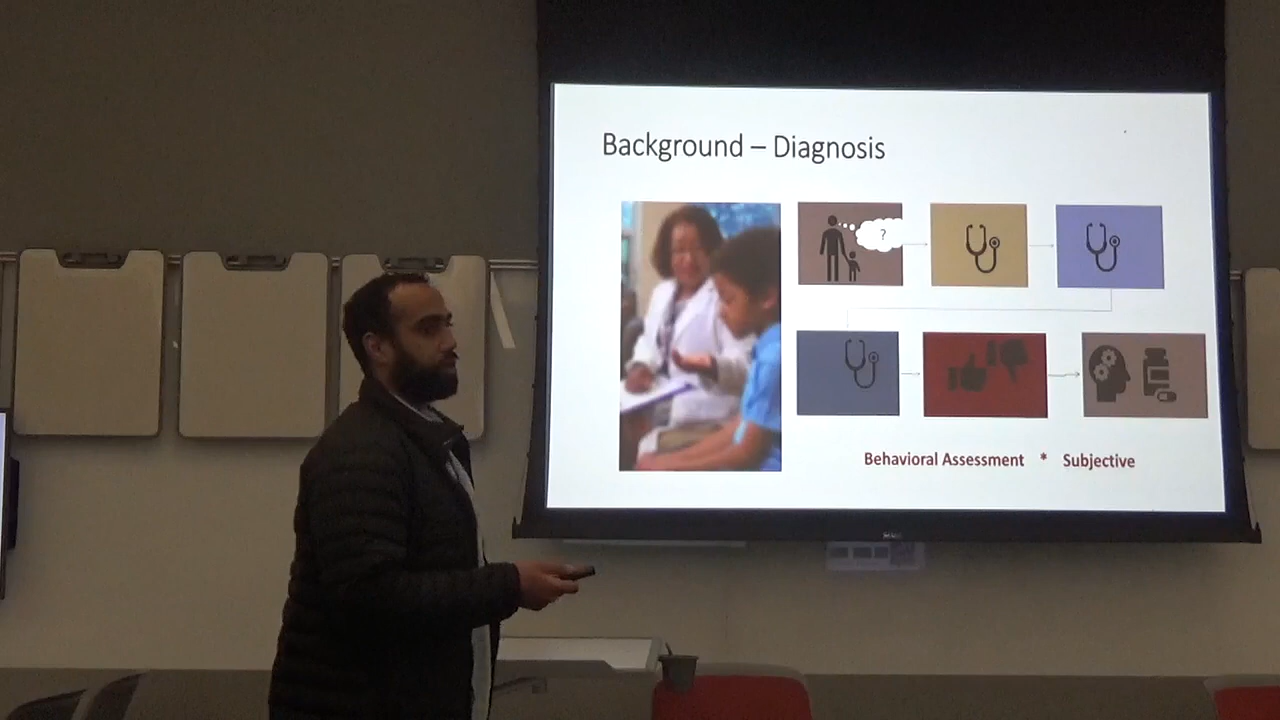 Background – Diagnosis
?
Behavioral Assessment * Subjective